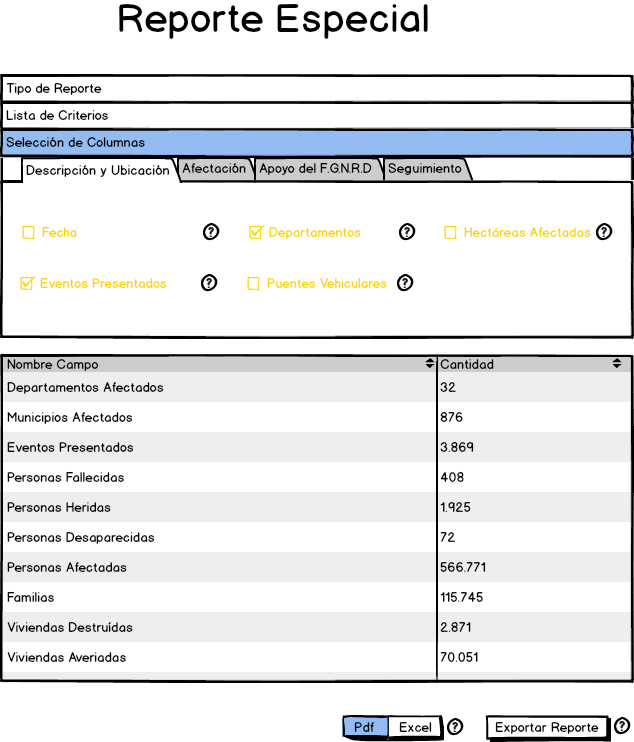 Reporte Especial
Tipo de Reporte
Lista de Criterios
Selección de Columnas
Descripción y Ubicación Afectación Apoyo del F.G.N.R.D Seguimiento
Fecha ? Departamentos ? Hectáreas Afectadas ?
Eventos Presentados ? Puentes Vehiculares ?
Nombre Campo Cantidad
Departamentos Afectados 32
Municipios Afectados 876
Eventos Presentados 3.869
Personas Fallecidas 408
Personas Heridas 1.925
Personas Desaparecidas 72
Personas Afectadas 566.771
Familias 115.745
Viviendas Destruídas 2.871
Viviendas Averiadas 70.051
Pdf Excel ? Exportar Reporte ?